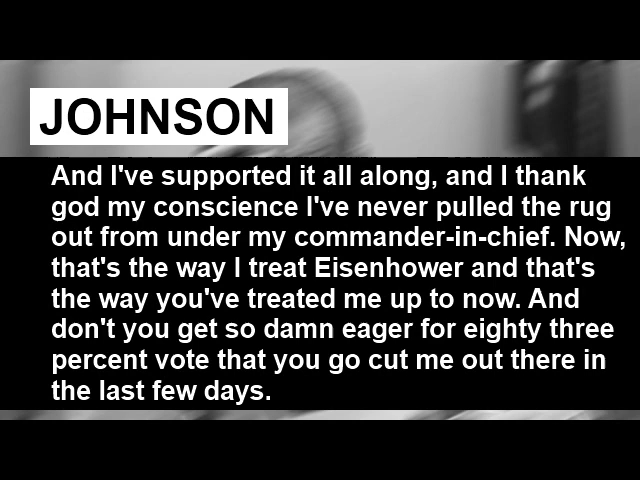 JOHNSON
And I've supported it all along, and I thank
god my conscience I've never pulled the rug
out from under my commander-in-chief. Now,
that's the way I treat Eisenhower and that's
the way you've treated me up to now. And
don't you get so damn eager for eighty three
percent vote that you go cut me out there in
the last few days.